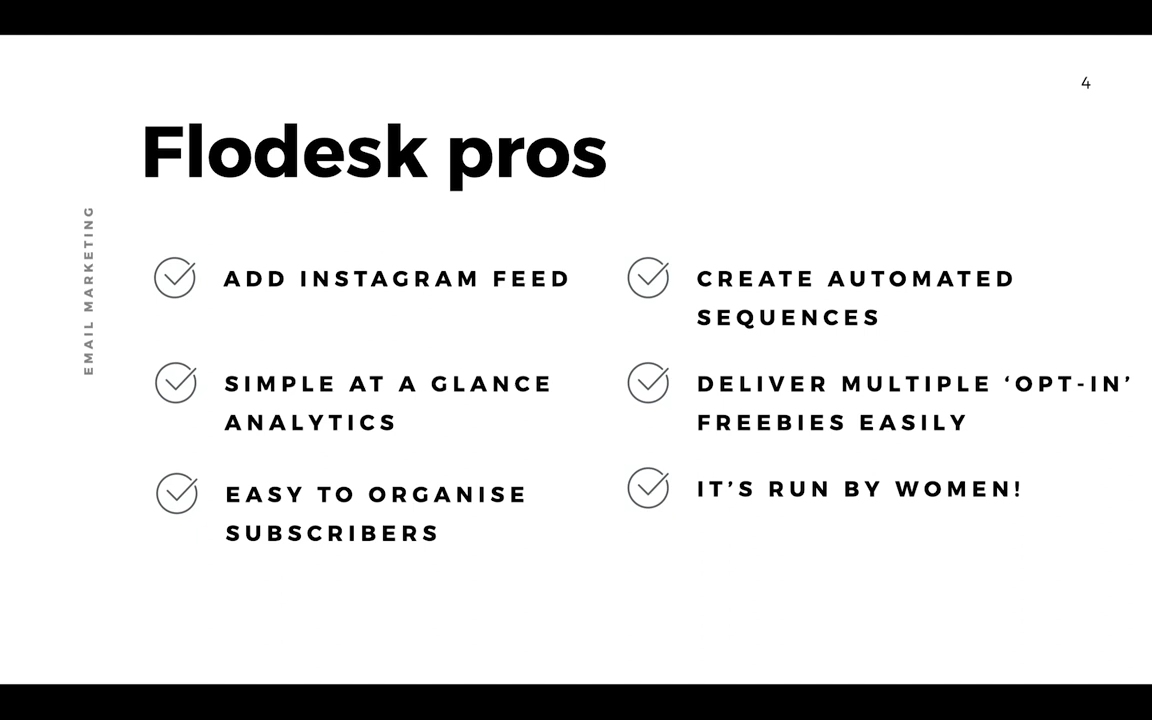 4
Flodesk pros
EMAIL MARKETING
ADD INSTAGRAM FEED
SIMPLE AT A GLANCE
ANALYTICS
EASY TO ORGANISE
SUBSCRIBERS
CREATE AUTOMATED
SEQUENCES
DELIVER MULTIPLE ‘OPT-IN’
FREEBIES EASILY
IT’S RUN BY WOMEN!